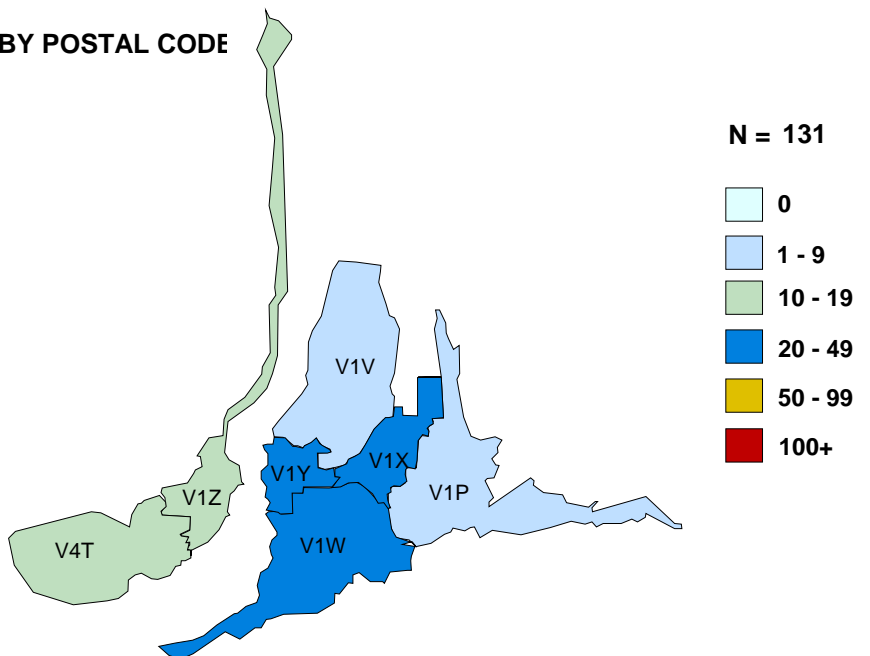 BY POSTAL CODE
N = 131
0
1 - 9
10 - 19
20 - 49
50 - 99
100+
V1V
V1Y
V1X
V1Z
V1P
V4T
V1W